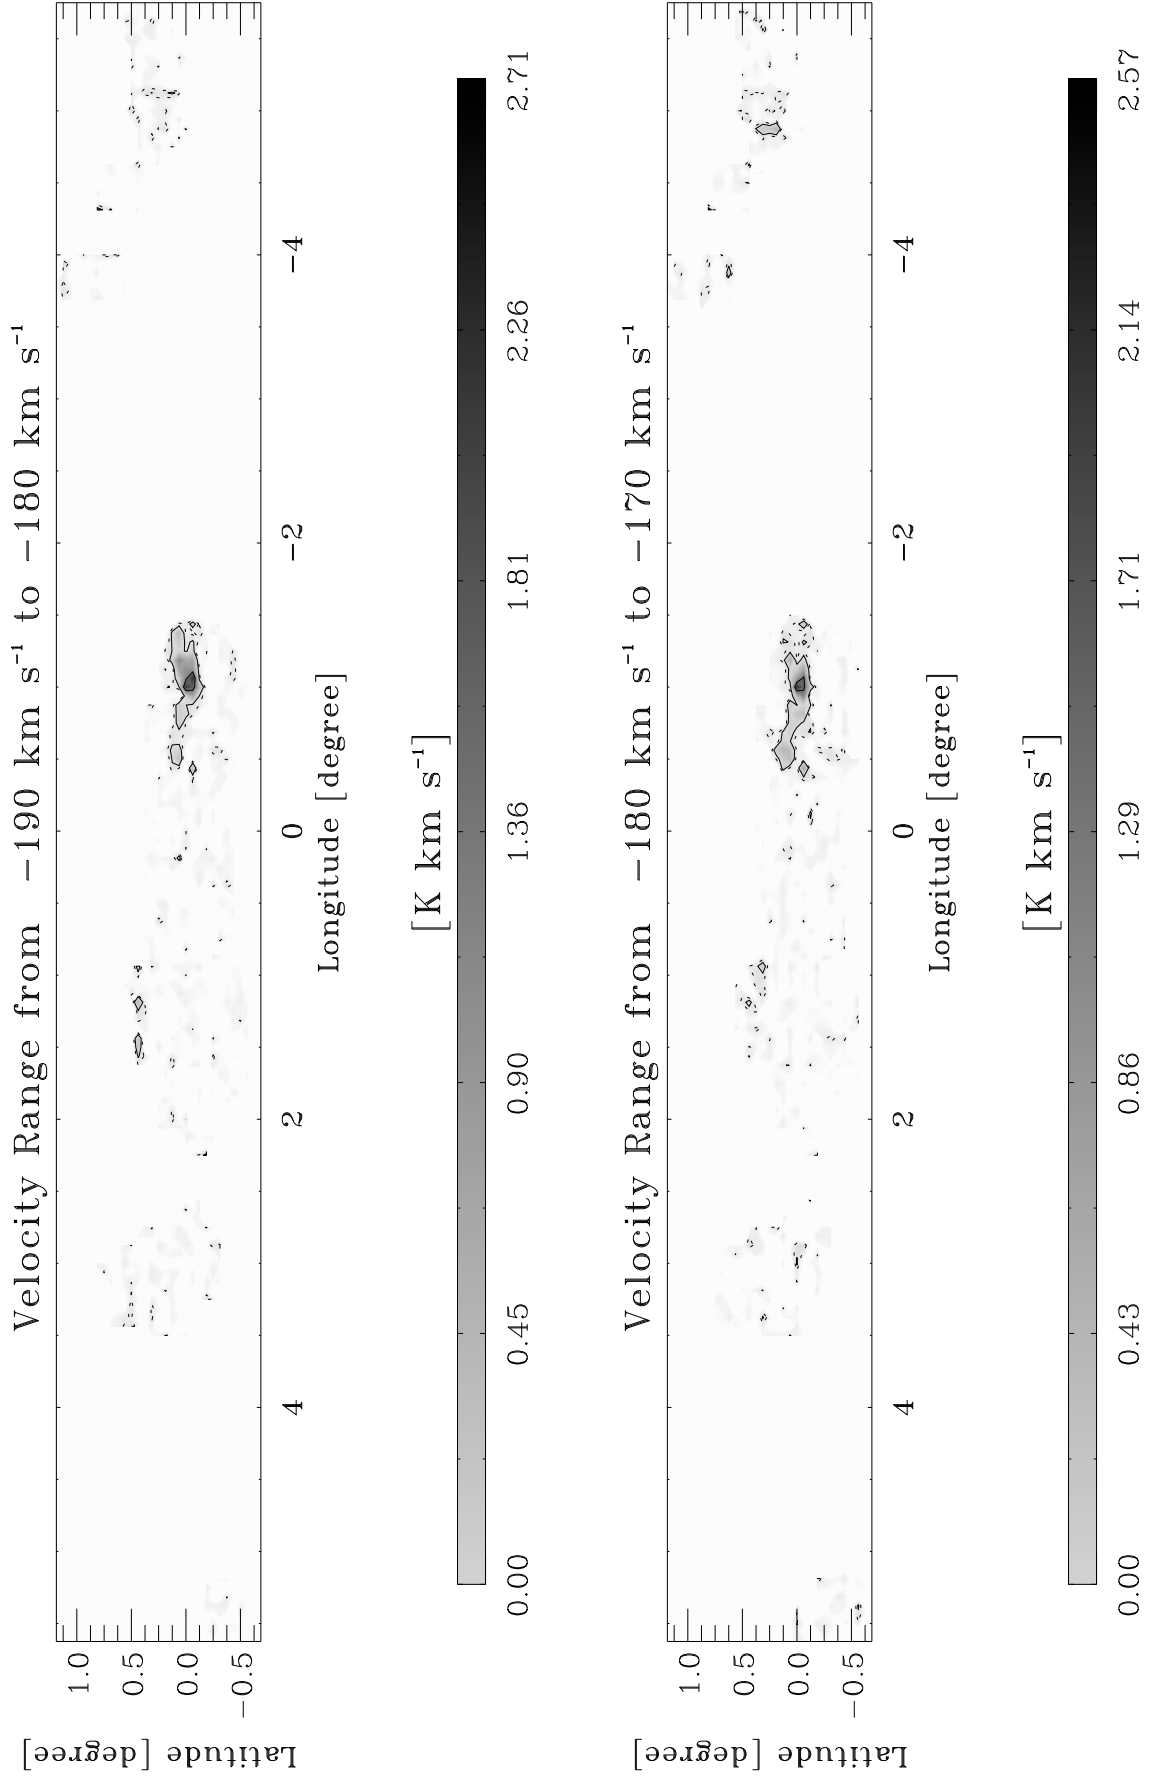 Velocity Range from −190 km s⁻¹ to −180 km s⁻¹
Latitude [degree]
1.0
0.5
0.0
−0.5
4 2 0 −2 −4
Longitude [degree]
[K km s⁻¹]
0.00 0.45 0.90 1.36 1.81 2.26 2.71
Velocity Range from −180 km s⁻¹ to −170 km s⁻¹
Latitude [degree]
1.0
0.5
0.0
−0.5
4 2 0 −2 −4
Longitude [degree]
[K km s⁻¹]
0.00 0.43 0.86 1.29 1.71 2.14 2.57